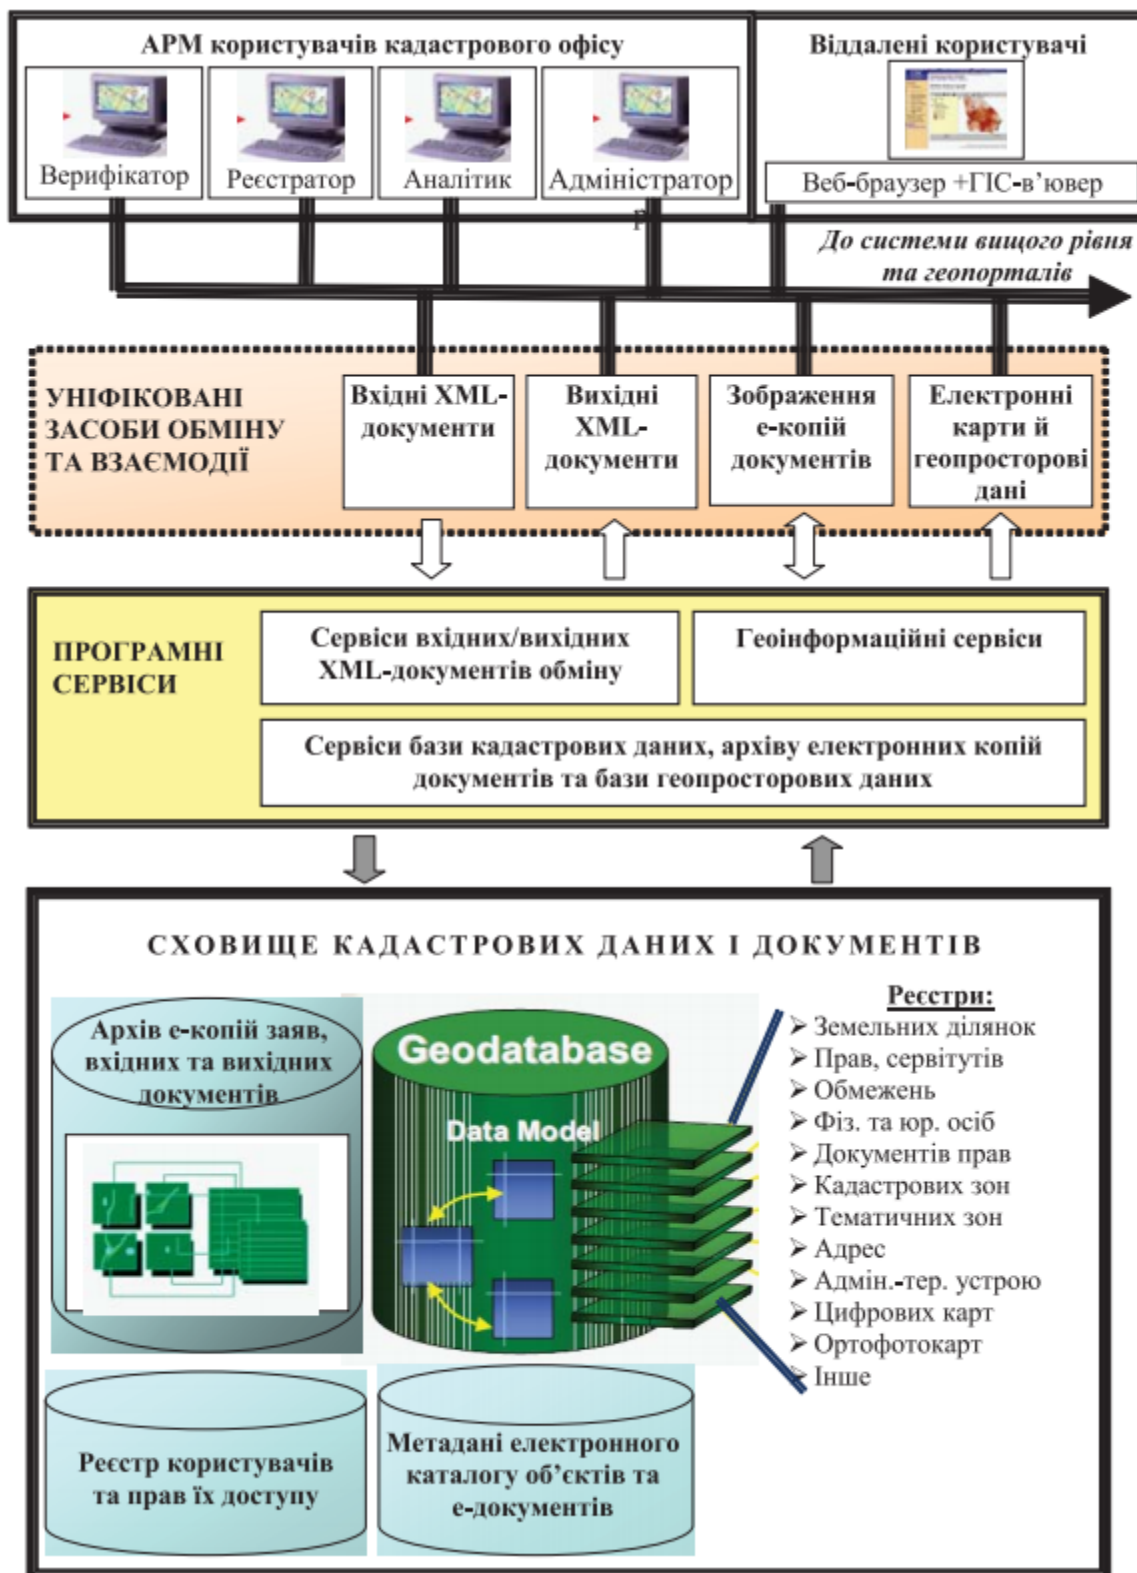 АРМ користувачів кадастрового офісу
Віддалені користувачі
Верифікатор
Реєстратор
Аналітик
Адміністратор
р
Веб-браузер +ГІС-в’ювер
До системи вищого рівня
та геопорталів
УНІФІКОВАНІ
ЗАСОБИ ОБМІНУ
ТА ВЗАЄМОДІЇ
Вхідні XML-
документи
Вихідні
XML-
документи
Зображення
е-копій
документів
Електронні
карти й
геопросторові
дані
ПРОГРАМНІ
СЕРВІСИ
Сервіси вхідних/вихідних
XML-документів обміну
Геоінформаційні сервіси
Сервіси бази кадастрових даних, архіву електронних копій
документів та бази геопросторових даних
СХОВИЩЕ КАДАСТРОВИХ ДАНИХ І ДОКУМЕНТІВ
Архів е-копій заяв,
вхідних та вихідних
документів
Geodatabase
Data Model
Реєстри:
➢ Земельних ділянок
➢ Прав, сервітутів
➢ Обмежень
➢ Фіз. та юр. осіб
➢ Документів прав
➢ Кадастрових зон
➢ Тематичних зон
➢ Адрес
➢ Адмін.-тер. устрою
➢ Цифрових карт
➢ Ортофотокарт
➢ Інше
Реєстр користувачів
та прав їх доступу
Метадані електронного
каталогу об’єктів та
е-документів